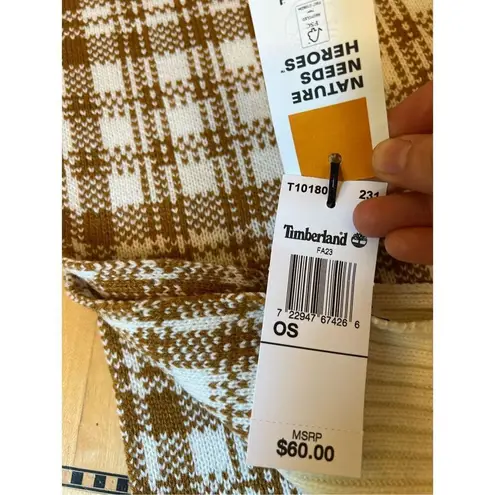 NATURE
NEEDS
HEROES™
T10180
231
Timberland
FA23
7 22947 67426 6
OS
MSRP
$60.00